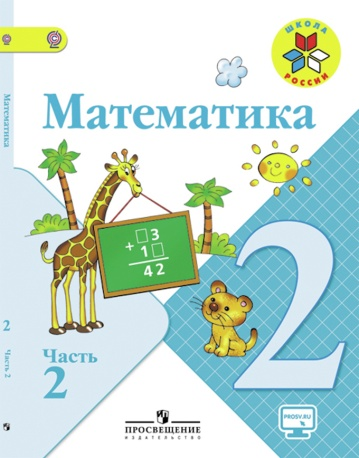 Математика
2
Часть 2
ШКОЛА
РОССИИ
Математика
□3
+
1□
42
2
Часть
2
PROSV.RU
ПРОСВЕЩЕНИЕ
ИЗДАТЕЛЬСТВО